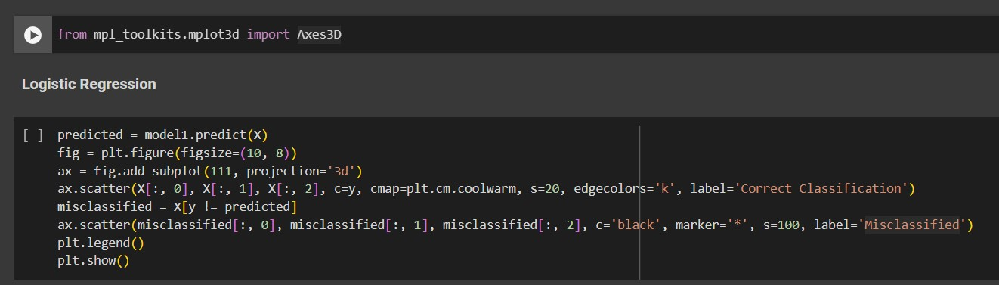 from mpl_toolkits.mplot3d import Axes3D
Logistic Regression
[ ] predicted = model1.predict(X)
fig = plt.figure(figsize=(10, 8))
ax = fig.add_subplot(111, projection='3d')
ax.scatter(X[:, 0], X[:, 1], X[:, 2], c=y, cmap=plt.cm.coolwarm, s=20, edgecolors='k', label='Correct Classification')
misclassified = X[y != predicted]
ax.scatter(misclassified[:, 0], misclassified[:, 1], misclassified[:, 2], c='black', marker='*', s=100, label='Misclassified')
plt.legend()
plt.show()